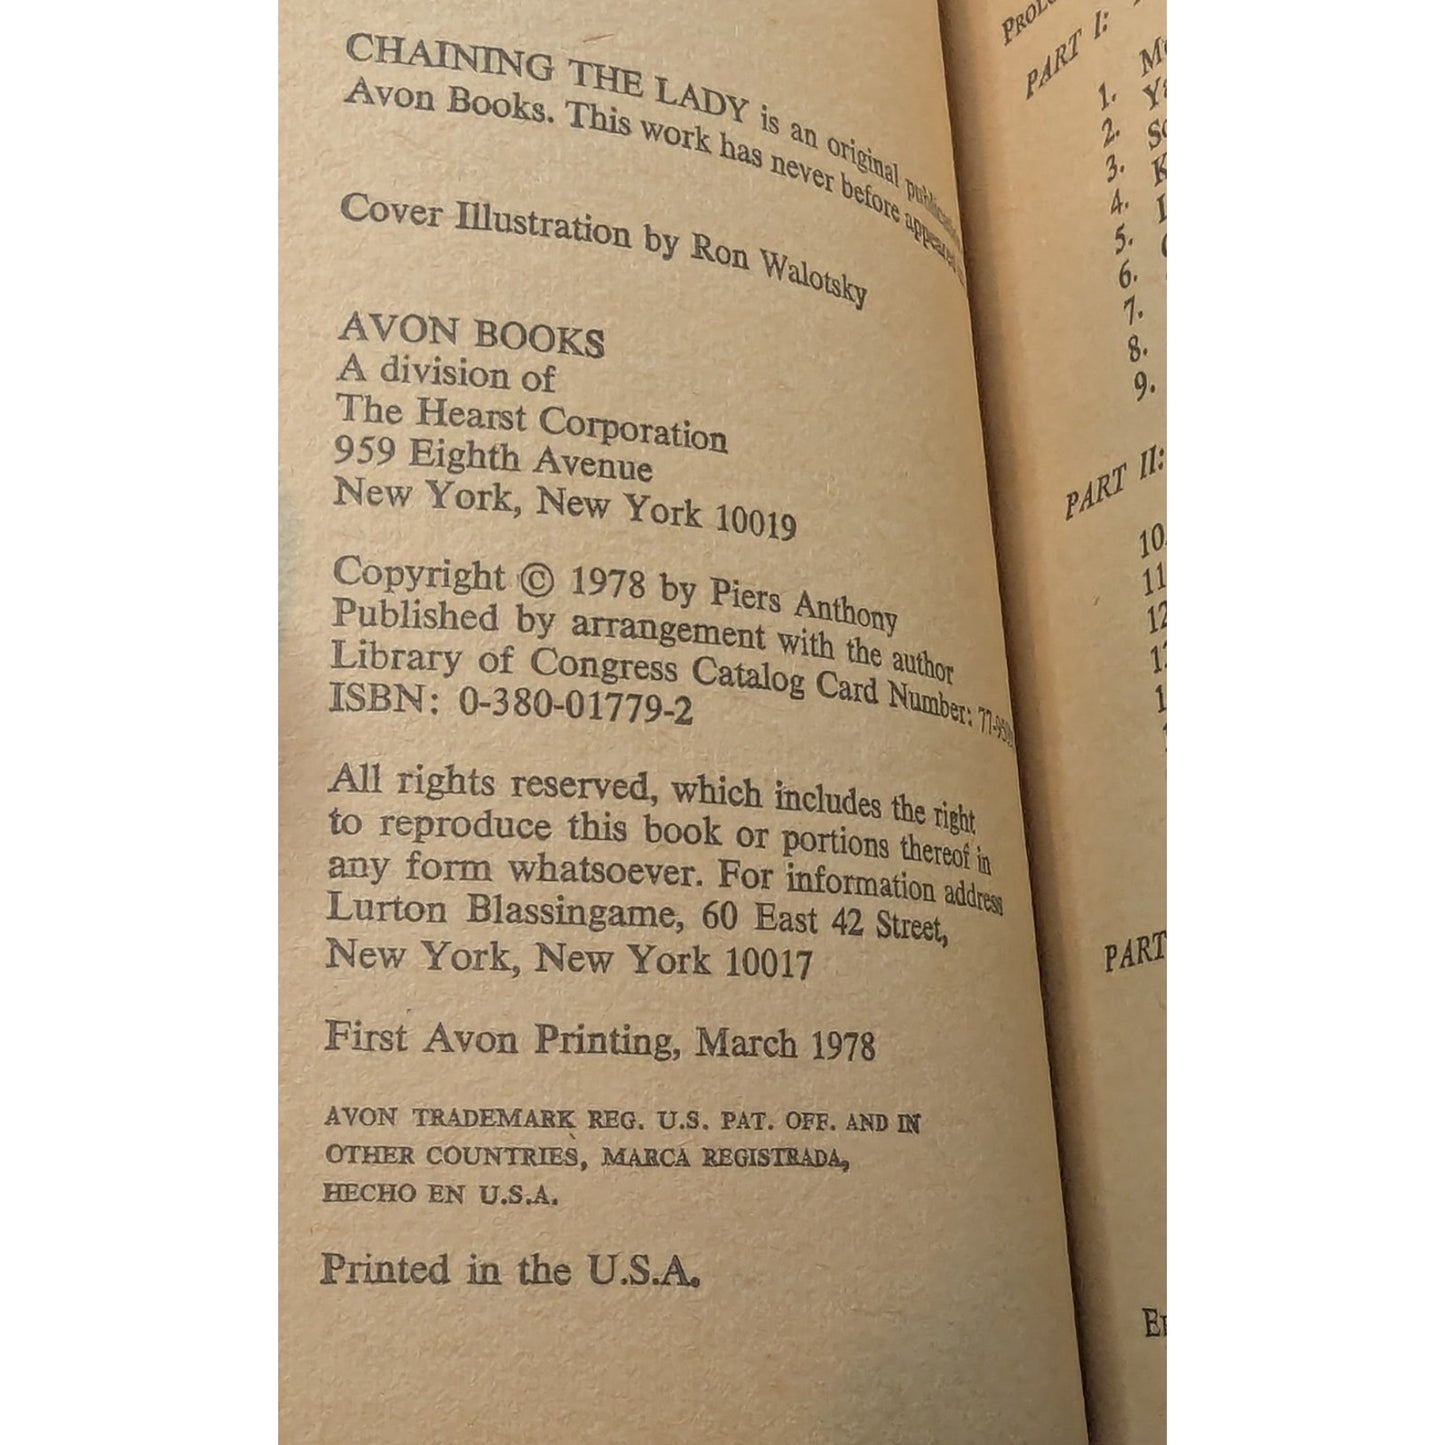 CHAINING THE LADY is an original publication
Avon Books. This work has never before appeared
Cover Illustration by Ron Walotsky
AVON BOOKS
A division of
The Hearst Corporation
959 Eighth Avenue
New York, New York 10019
Copyright © 1978 by Piers Anthony
Published by arrangement with the author
Library of Congress Catalog Card Number:
ISBN: 0-380-01779-2
All rights reserved, which includes the right
to reproduce this book or portions thereof in
any form whatsoever. For information address
Lurton Blassingame, 60 East 42 Street,
New York, New York 10017
First Avon Printing, March 1978
AVON TRADEMARK REG. U.S. PAT. OFF. AND IN
OTHER COUNTRIES, MARCA REGISTRADA,
HECHO EN U.S.A.
Printed in the U.S.A.
PART I:
1.
2.
3.
4.
5.
6.
7.
8.
9.
PART II:
10.
11
12
PART